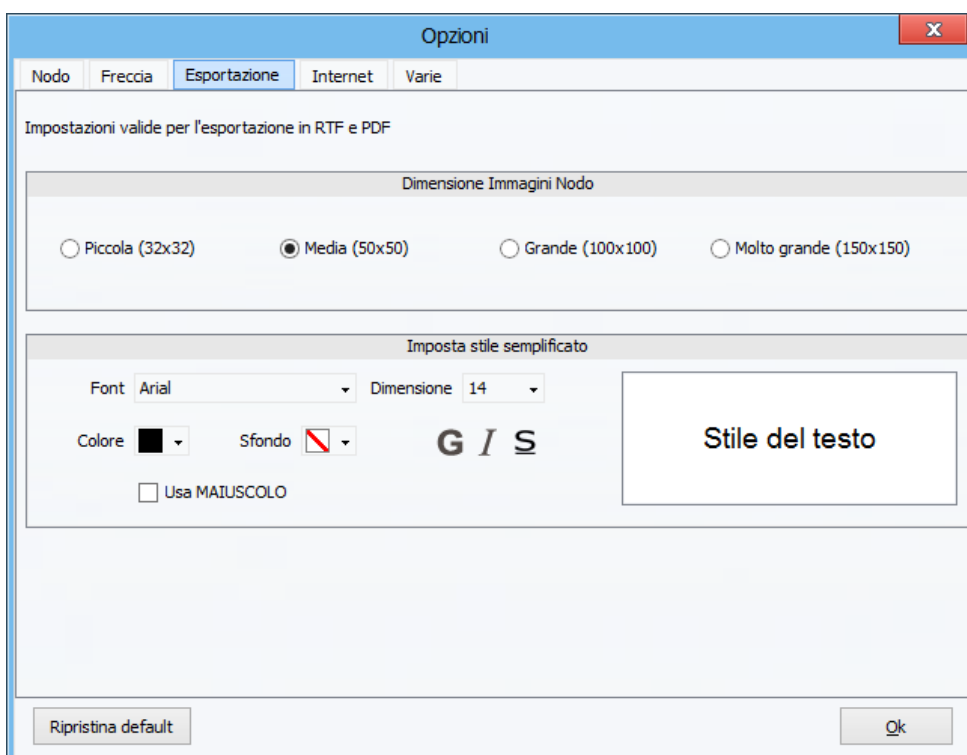 Opzioni
x
Nodo Freccia Esportazione Internet Varie
Impostazioni valide per l'esportazione in RTF e PDF
Dimensione Immagini Nodo
Piccola (32x32) Media (50x50) Grande (100x100) Molto grande (150x150)
Imposta stile semplificato
Font Arial Dimensione 14
Colore Sfondo G I S
Stile del testo
Usa MAIUSCOLO
Ripristina default Ok